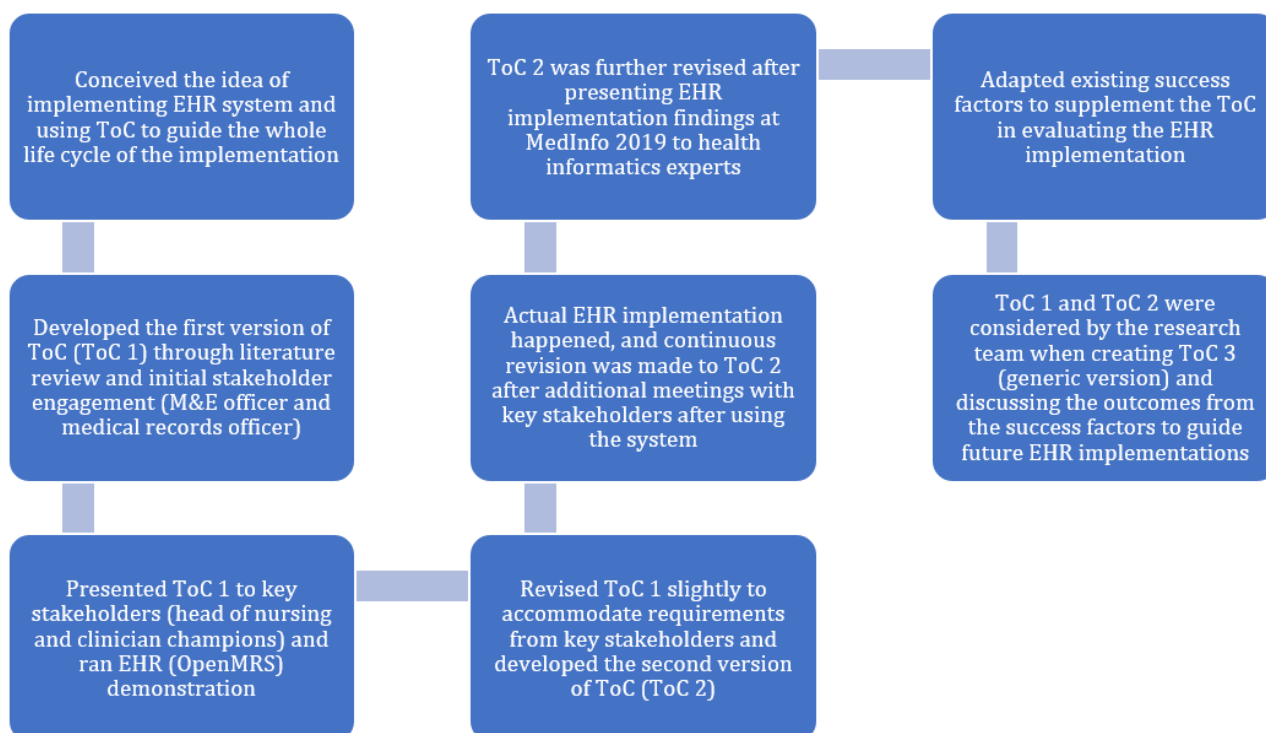 Conceived the idea of
implementing EHR system and
using ToC to guide the whole
life cycle of the implementation
Developed the first version of
ToC (ToC 1) through literature
review and initial stakeholder
engagement (M&E officer and
medical records officer)
Presented ToC 1 to key
stakeholders (head of nursing
and clinician champions) and
ran EHR (OpenMRS)
demonstration
Revised ToC 1 slightly to
accommodate requirements
from key stakeholders and
developed the second version
of ToC (ToC 2)
Actual EHR implementation
happened, and continuous
revision was made to ToC 2
after additional meetings with
key stakeholders after using
the system
ToC 2 was further revised after
presenting EHR
implementation findings at
MedInfo 2019 to health
informatics experts
Adapted existing success
factors to supplement the ToC
in evaluating the EHR
implementation
ToC 1 and ToC 2 were
considered by the research
team when creating ToC 3
(generic version) and
discussing the outcomes from
the success factors to guide
future EHR implementations